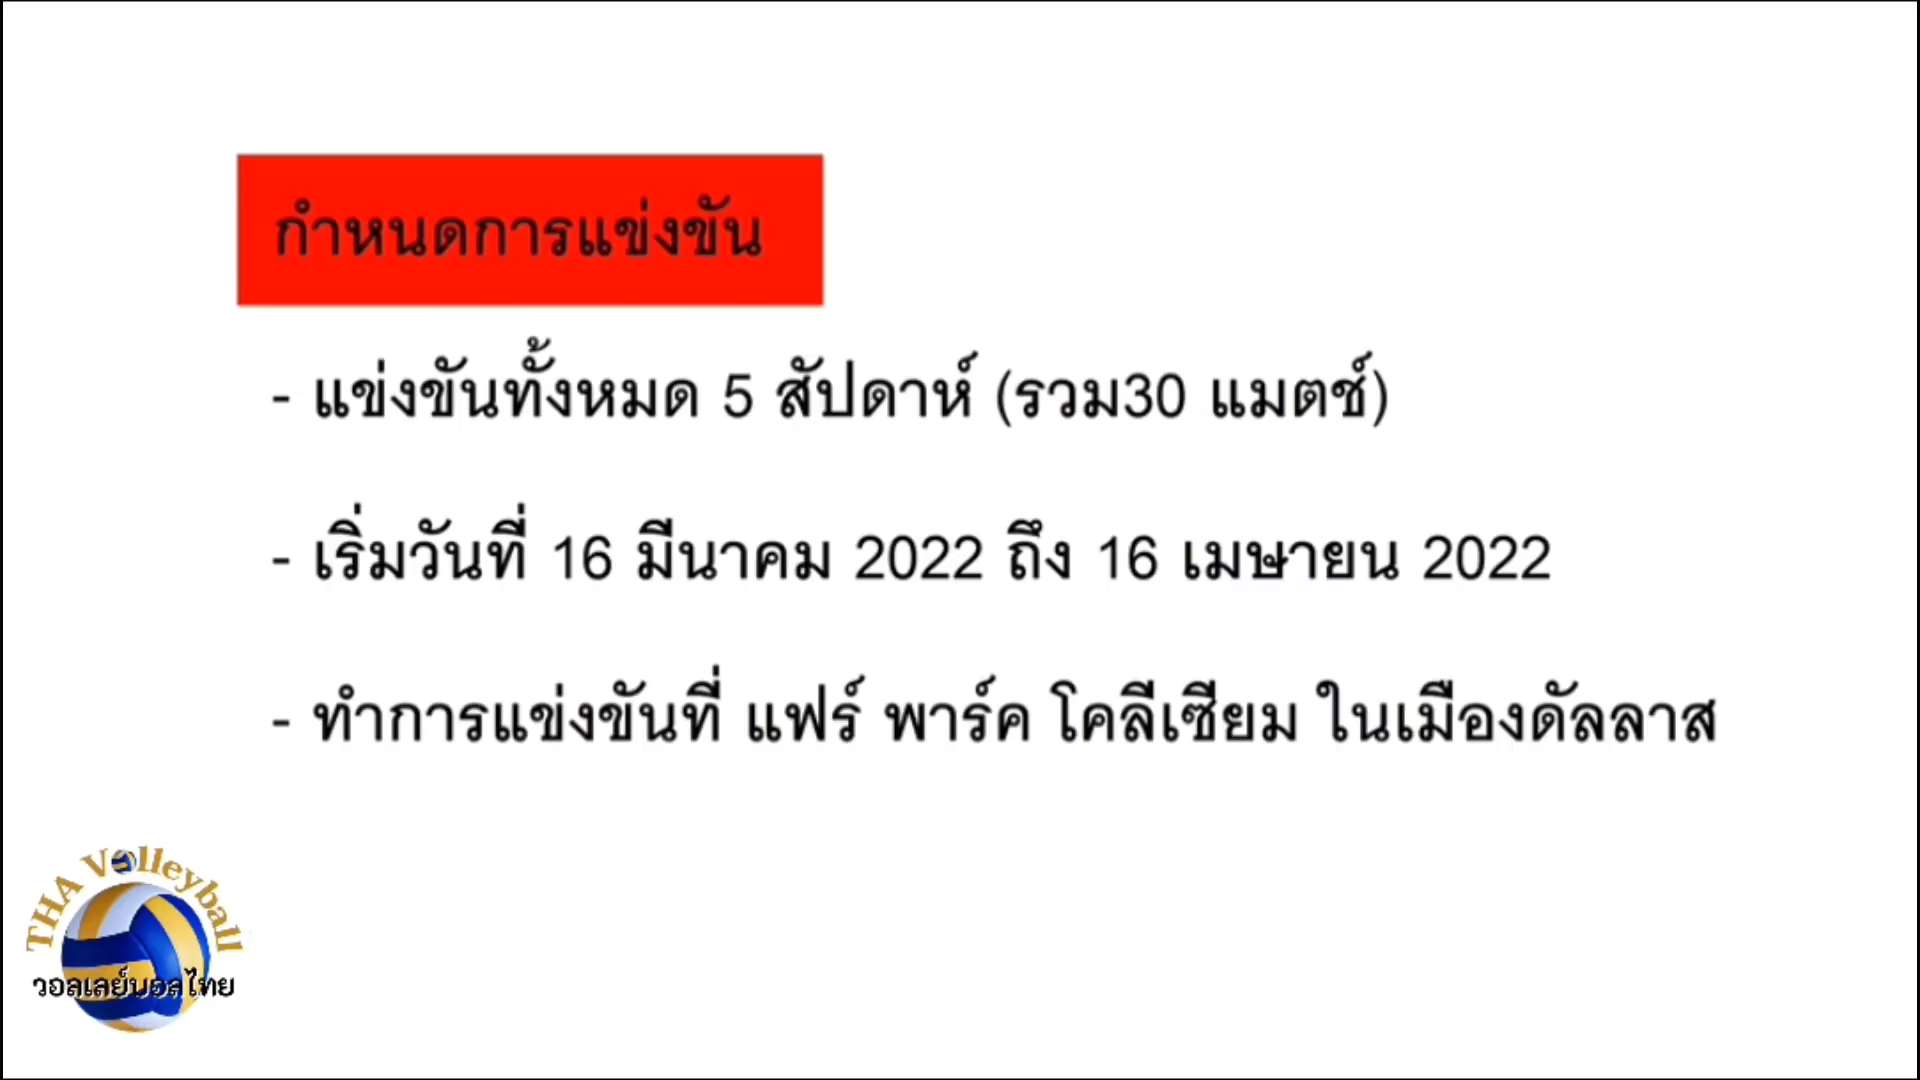 กำหนดการแข่งขัน
- แข่งขันทั้งหมด 5 สัปดาห์ (รวม30 แมตช์)
- เริ่มวันที่ 16 มีนาคม 2022 ถึง 16 เมษายน 2022
- ทำการแข่งขันที่ แฟร์ พาร์ค โคลีเซียม ในเมืองดัลลาส
THA Volleyball
วอลเลย์บอลไทย